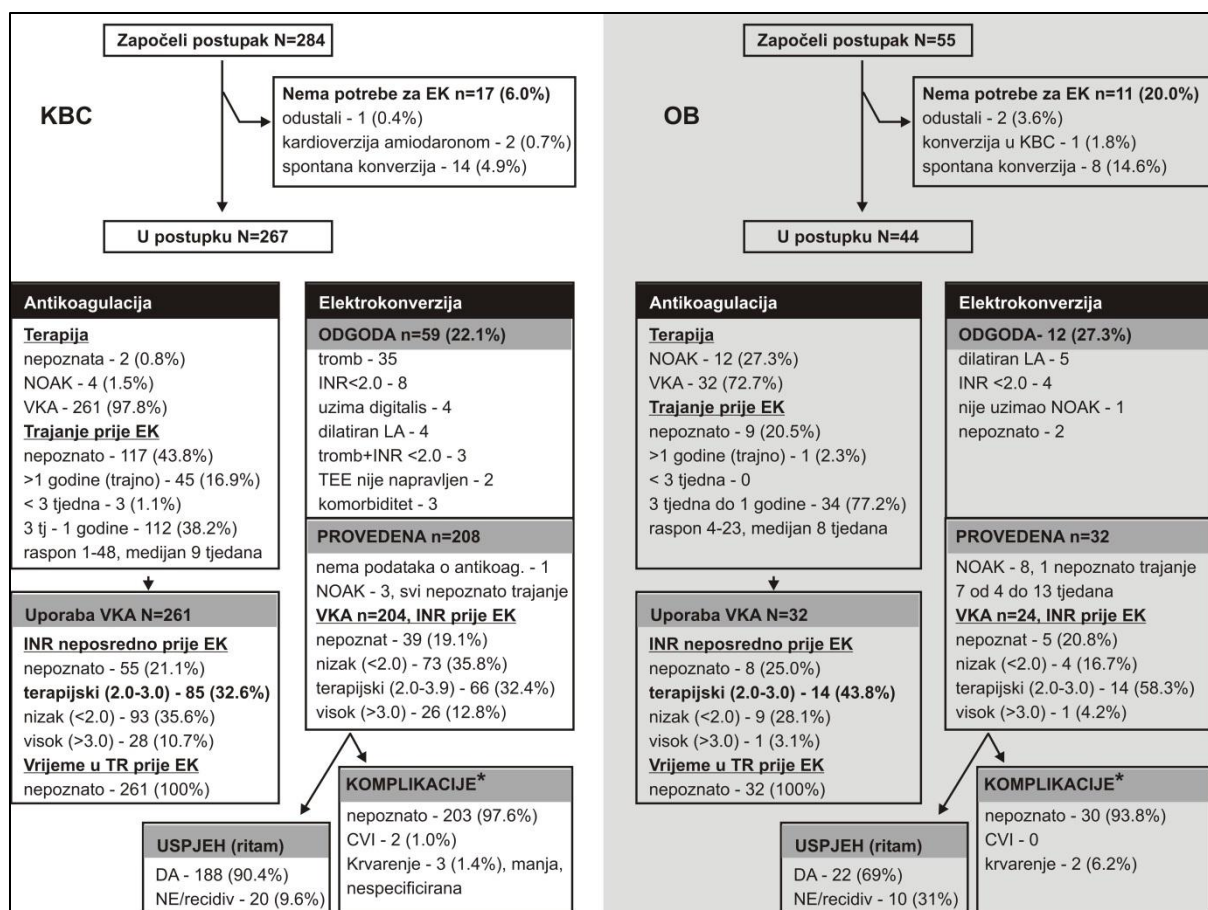 Započeli postupak N=284
KBC
Nema potrebe za EK n=17 (6.0%)
odustali - 1 (0.4%)
kardioverzija amiodaronom - 2 (0.7%)
spontana konverzija - 14 (4.9%)
U postupku N=267
Antikoagulacija
Terapija
nepoznata - 2 (0.8%)
NOAK - 4 (1.5%)
VKA - 261 (97.8%)
Trajanje prije EK
nepoznato - 117 (43.8%)
>1 godine (trajno) - 45 (16.9%)
< 3 tjedna - 3 (1.1%)
3 tj - 1 godine - 112 (38.2%)
raspon 1-48, medijan 9 tjedana
Uporaba VKA N=261
INR neposredno prije EK
nepoznato - 55 (21.1%)
terapijski (2.0-3.0) - 85 (32.6%)
nizak (<2.0) - 93 (35.6%)
visok (>3.0) - 28 (10.7%)
Vrijeme u TR prije EK
nepoznato - 261 (100%)
Elektrokonverzija
ODGODA n=59 (22.1%)
tromb - 35
INR<2.0 - 8
uzima digitalis - 4
dilatiran LA - 4
tromb+INR <2.0 - 3
TEE nije napravljen - 2
komorbiditet - 3
PROVEDENA n=208
nema podataka o antikoag. - 1
NOAK - 3, svi nepoznato trajanje
VKA n=204, INR prije EK
nepoznat - 39 (19.1%)
nizak (<2.0) - 73 (35.8%)
terapijski (2.0-3.9) - 66 (32.4%)
visok (>3.0) - 26 (12.8%)
USPJEH (ritam)
DA - 188 (90.4%)
NE/recidiv - 20 (9.6%)
KOMPLIKACIJE*
nepoznato - 203 (97.6%)
CVI - 2 (1.0%)
Krvarenje - 3 (1.4%), manja,
nespecificirana
Započeli postupak N=55
OB
Nema potrebe za EK n=11 (20.0%)
odustali - 2 (3.6%)
konverzija u KBC - 1 (1.8%)
spontana konverzija - 8 (14.6%)
U postupku N=44
Antikoagulacija
Terapija
NOAK - 12 (27.3%)
VKA - 32 (72.7%)
Trajanje prije EK
nepoznato - 9 (20.5%)
>1 godine (trajno) - 1 (2.3%)
< 3 tjedna - 0
3 tjedna do 1 godine - 34 (77.2%)
raspon 4-23, medijan 8 tjedana
Uporaba VKA N=32
INR neposredno prije EK
nepoznato - 8 (25.0%)
terapijski (2.0-3.0) - 14 (43.8%)
nizak (<2.0) - 9 (28.1%)
visok (>3.0) - 1 (3.1%)
Vrijeme u TR prije EK
nepoznato - 32 (100%)
Elektrokonverzija
ODGODA- 12 (27.3%)
dilatiran LA - 5
INR <2.0 - 4
nije uzimao NOAK - 1
nepoznato - 2
PROVEDENA n=32
NOAK - 8, 1 nepoznato trajanje
7 od 4 do 13 tjedana
VKA n=24, INR prije EK
nepoznat - 5 (20.8%)
nizak (<2.0) - 4 (16.7%)
terapijski (2.0-3.0) - 14 (58.3%)
visok (>3.0) - 1 (4.2%)
USPJEH (ritam)
DA - 22 (69%)
NE/recidiv - 10 (31%)
KOMPLIKACIJE*
nepoznato - 30 (93.8%)
CVI - 0
krvarenje - 2 (6.2%)